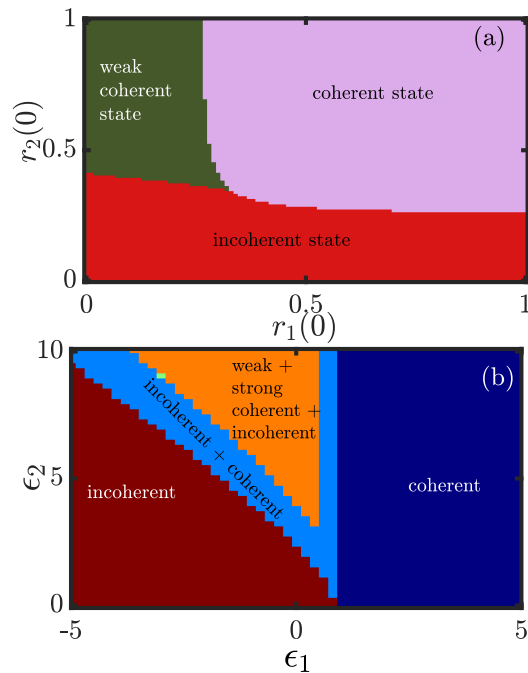 1
(a)
weak
coherent
state
coherent state
r₂(0)
0.5
incoherent state
0
0
0.5
1
r₁(0)
10
(b)
weak +
strong
coherent +
incoherent
incoherent + coherent
ϵ₂
5
incoherent
coherent
0
-5
0
5
ϵ₁